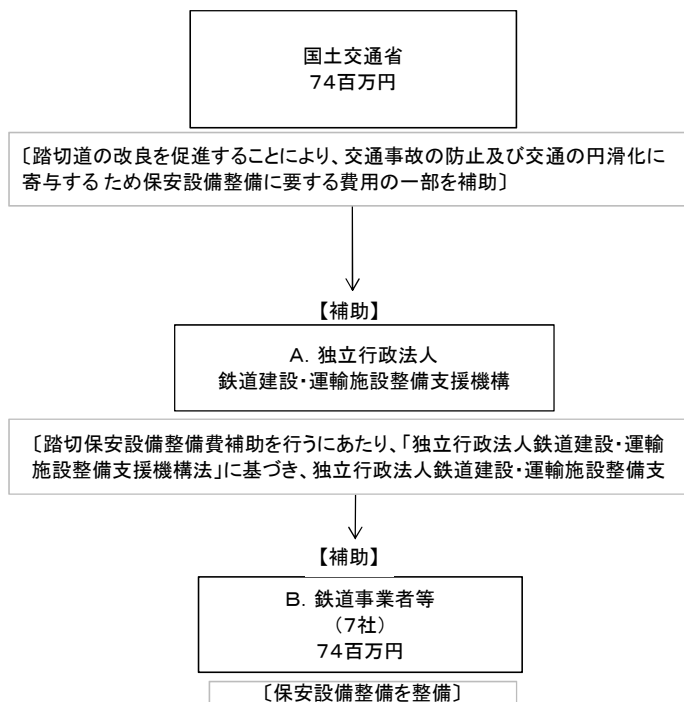 国土交通省
74百万円
〔踏切道の改良を促進することにより、交通事故の防止及び交通の円滑化に
寄与するため保安設備整備に要する費用の一部を補助〕
【補助】
A. 独立行政法人
鉄道建設・運輸施設整備支援機構
〔踏切保安設備整備費補助を行うにあたり、「独立行政法人鉄道建設・運輸
施設整備支援機構法」に基づき、独立行政法人鉄道建設・運輸施設整備支
【補助】
B. 鉄道事業者等
(7社)
74百万円
〔保安設備整備を整備〕